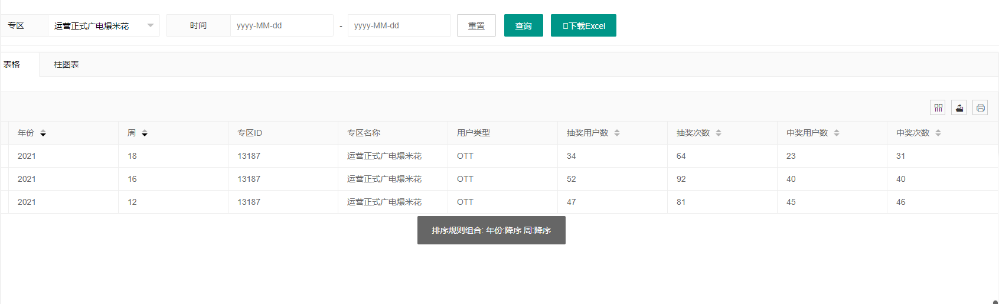 专区 运营正式广电爆米花 时间 yyyy-MM-dd - yyyy-MM-dd 重置 查询 下载Excel
表格 柱图表
年份 周 专区ID 专区名称 用户类型 抽奖用户数 抽奖次数 中奖用户数 中奖次数
2021 18 13187 运营正式广电爆米花 OTT 34 64 23 31
2021 16 13187 运营正式广电爆米花 OTT 52 92 40 40
2021 12 13187 运营正式广电爆米花 OTT 47 81 45 46
排序规则组合: 年份:降序 周:降序